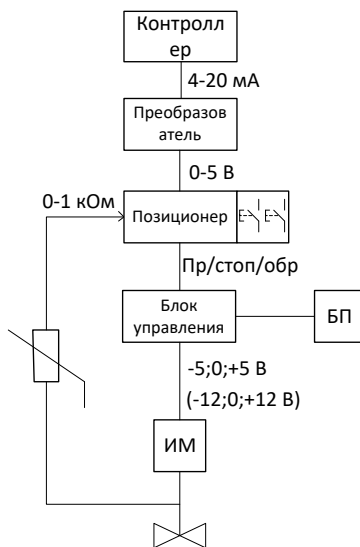 Контролл
ер
4-20 мА
Преобразов
атель
0-5 В
0-1 кОм
Позиционер
Пр/стоп/обр
Блок
управления
БП
-5;0;+5 В
(-12;0;+12 В)
ИМ